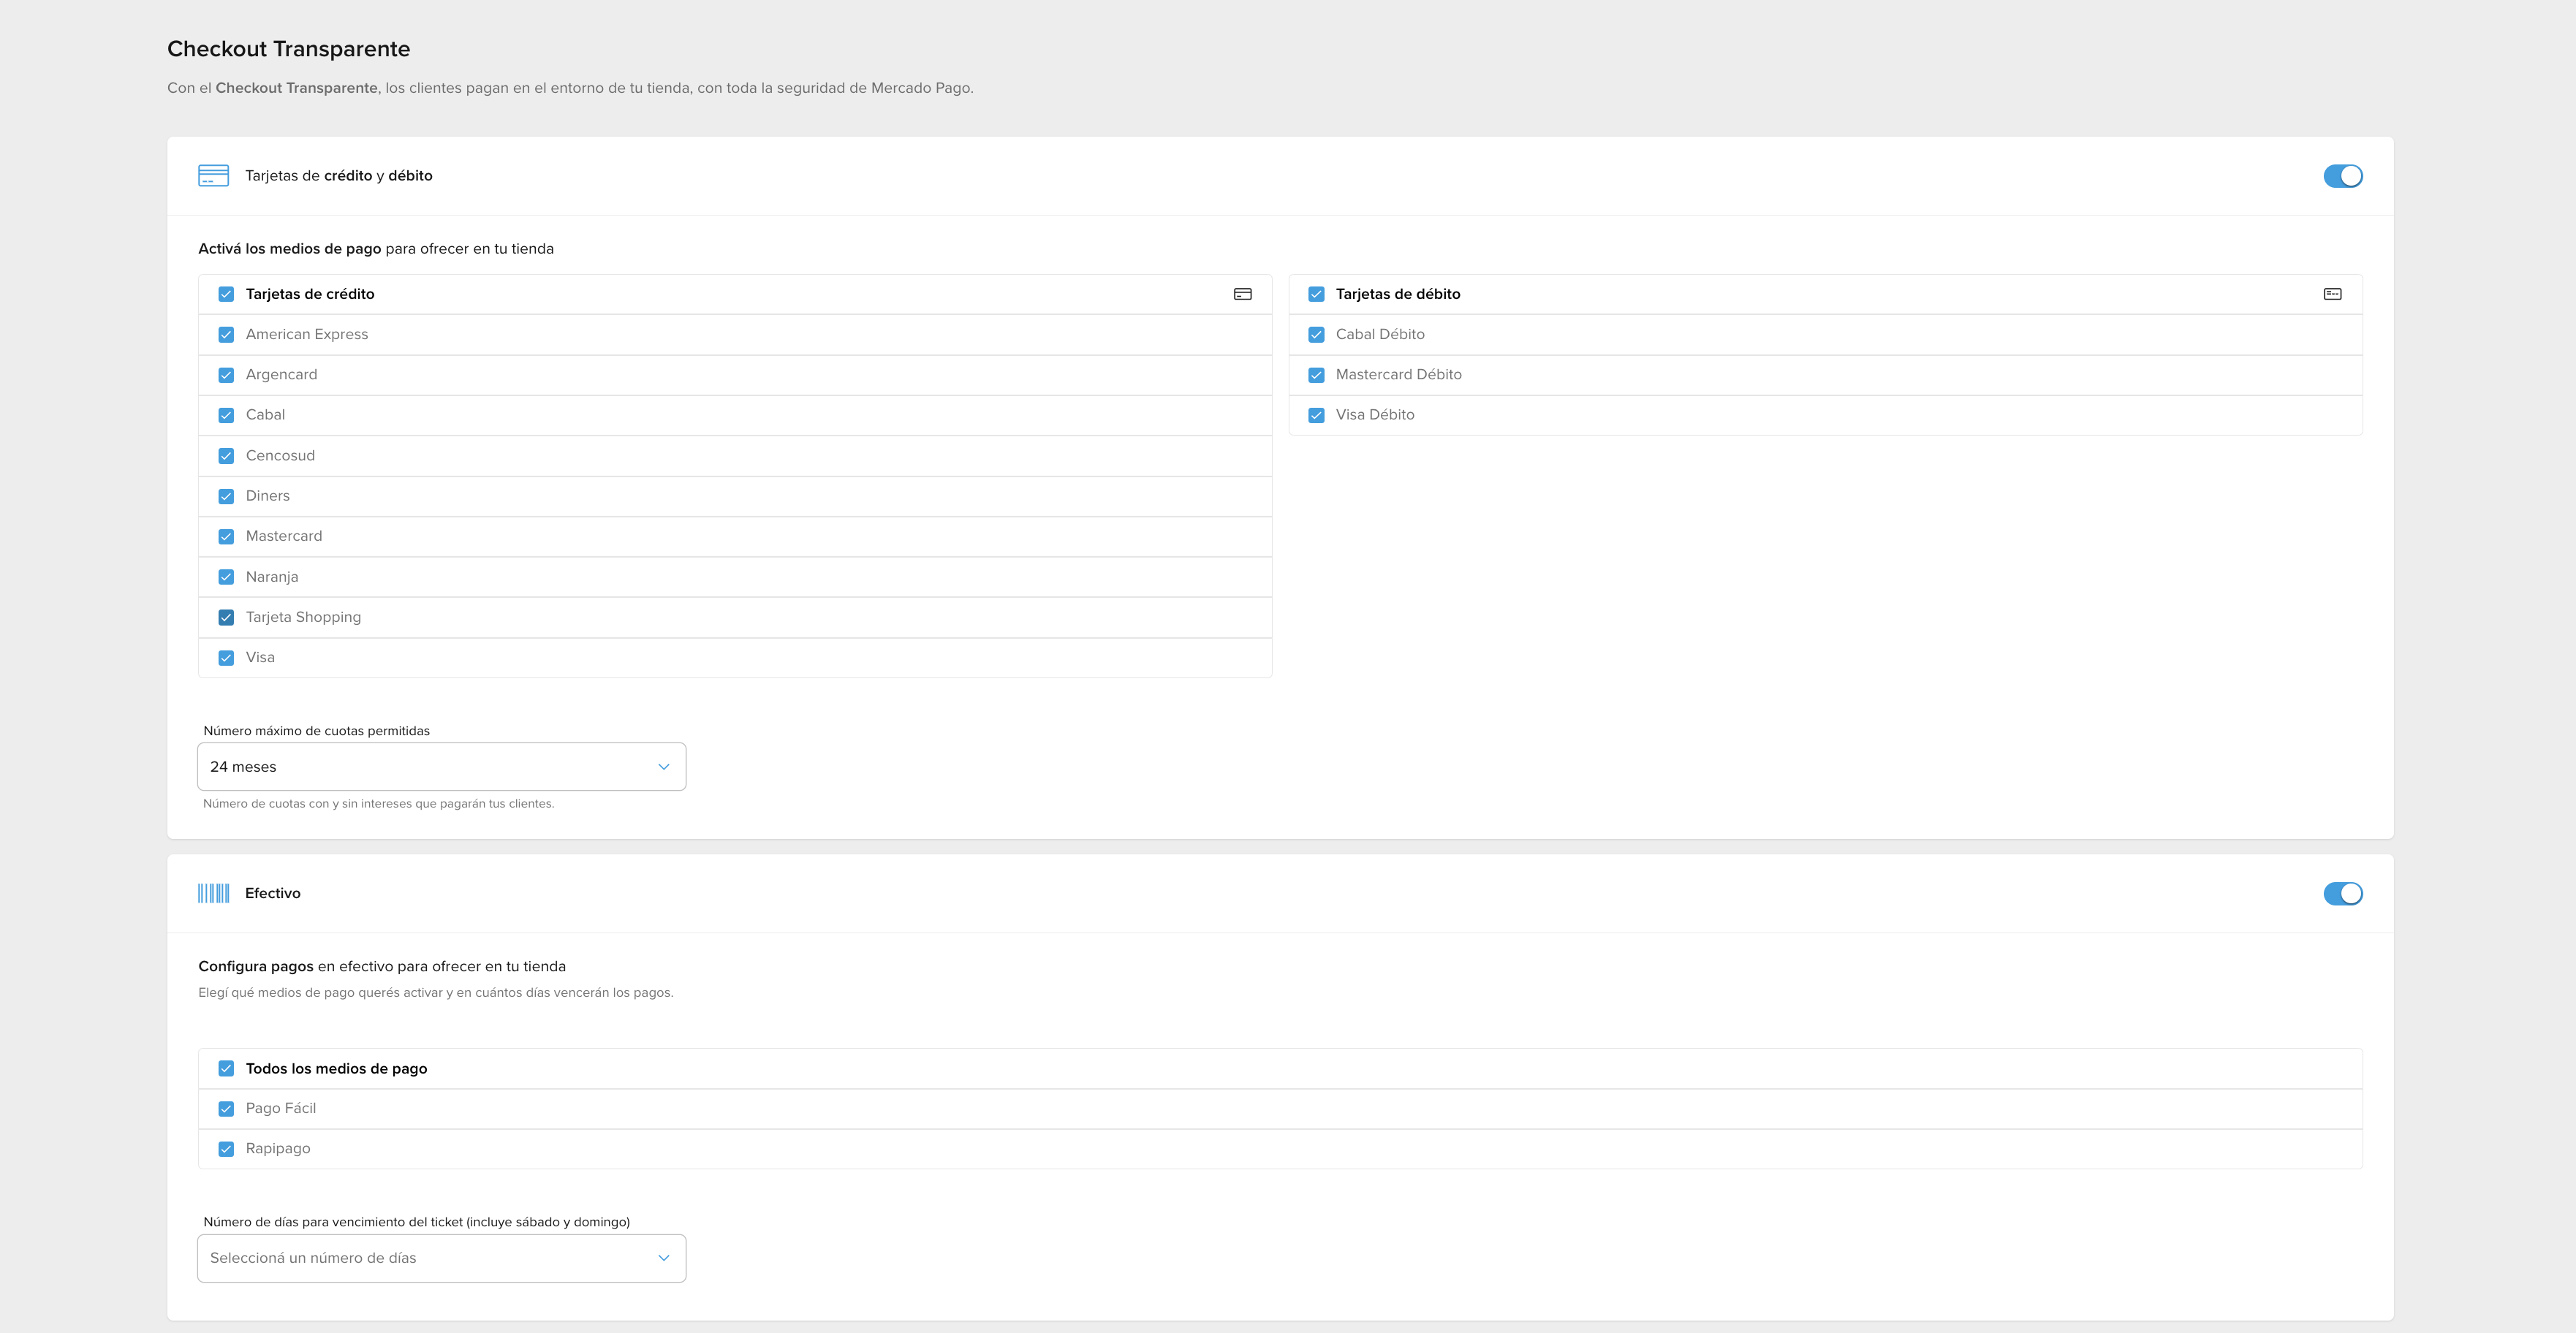 Checkout Transparente
Con el Checkout Transparente, los clientes pagan en el entorno de tu tienda, con toda la seguridad de Mercado Pago.
Tarjetas de crédito y débito
Activá los medios de pago para ofrecer en tu tienda
Tarjetas de crédito
American Express
Argencard
Cabal
Cencosud
Diners
Mastercard
Naranja
Tarjeta Shopping
Visa
Tarjetas de débito
Cabal Débito
Mastercard Débito
Visa Débito
Número máximo de cuotas permitidas
24 meses
Número de cuotas con y sin intereses que pagarán tus clientes.
Efectivo
Configura pagos en efectivo para ofrecer en tu tienda
Elegí qué medios de pago querés activar y en cuántos días vencerán los pagos.
Todos los medios de pago
Pago Fácil
Rapipago
Número de días para vencimiento del ticket (incluye sábado y domingo)
Seleccioná un número de días